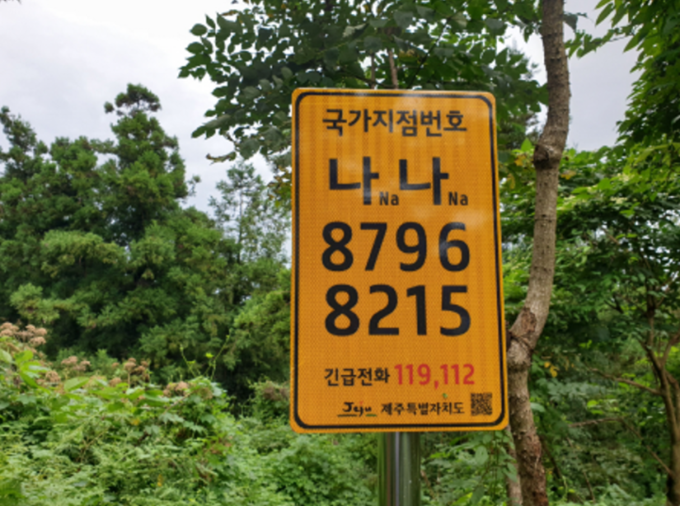 국가지점번호
나Na 나Na
8796
8215
긴급전화 119,112
Jeju 제주특별자치도